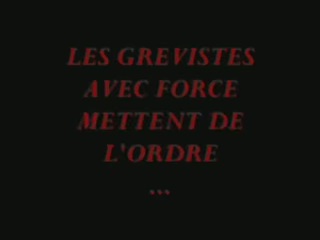 LES GREVISTES
AVEC FORCE
METTENT DE
L'ORDRE
...